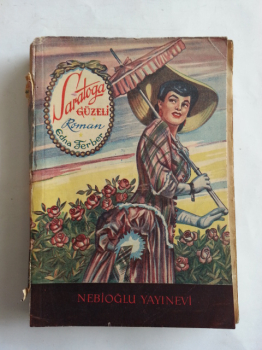 Saratoga
GÜZELİ
Roman
Edna Ferber
NEBİOĞLU YAYINEVİ